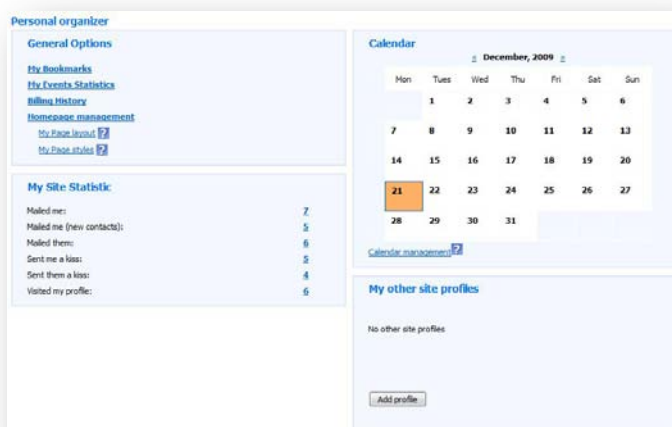 Personal organizer
General Options
My Bookmarks
My Events Statistics
Billing History
Homepage management
My Page layout ?
My Page styles ?
My Site Statistic
Mailed me: 7
Mailed me (new contacts): 5
Mailed them: 6
Sent me a kiss: 5
Sent them a kiss: 4
Visited my profile: 6
Calendar
« December, 2009 »
Mon Tues Wed Thu Fri Sat Sun
1 2 3 4 5 6
7 8 9 10 11 12 13
14 15 16 17 18 19 20
21 22 23 24 25 26 27
28 29 30 31
Calendar management ?
My other site profiles
No other site profiles
Add profile